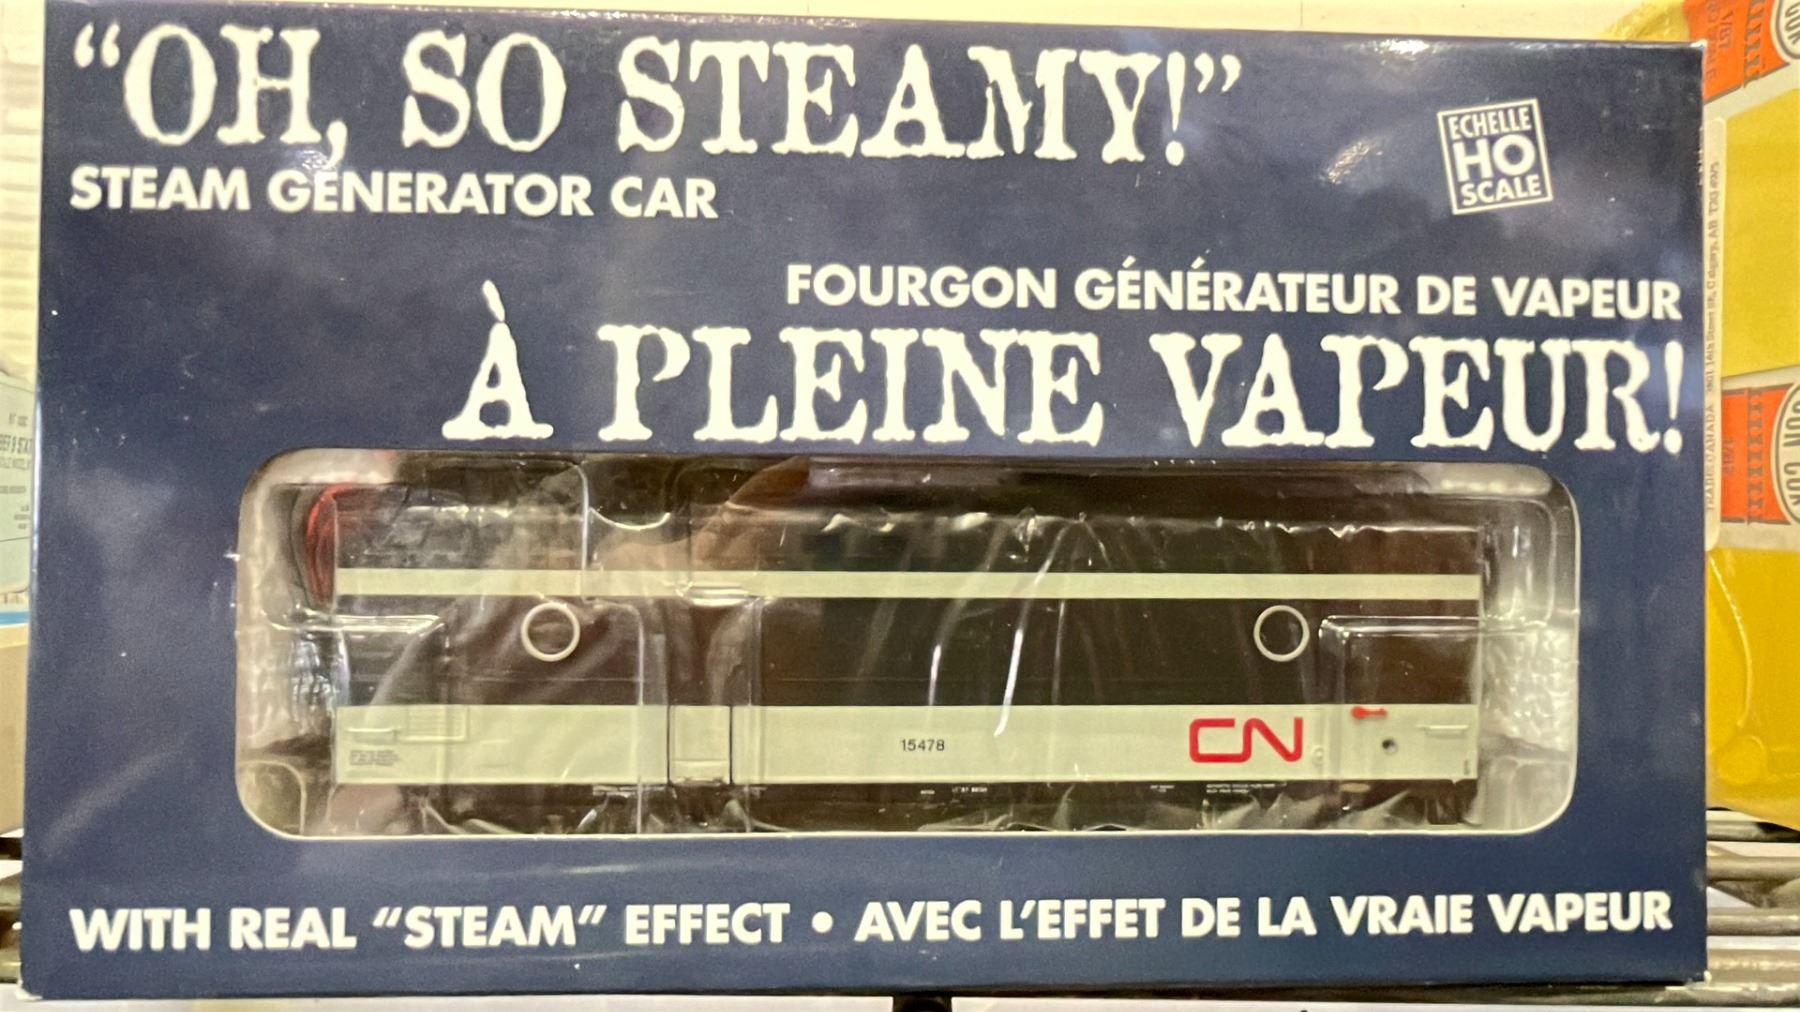 “OH, SO STEAMY!”
STEAM GENERATOR CAR
ECHELLE
HO
SCALE
FOURGON GÉNÉRATEUR DE VAPEUR
À PLEINE VAPEUR!
15478
CN
WITH REAL “STEAM” EFFECT • AVEC L’EFFET DE LA VRAIE VAPEUR